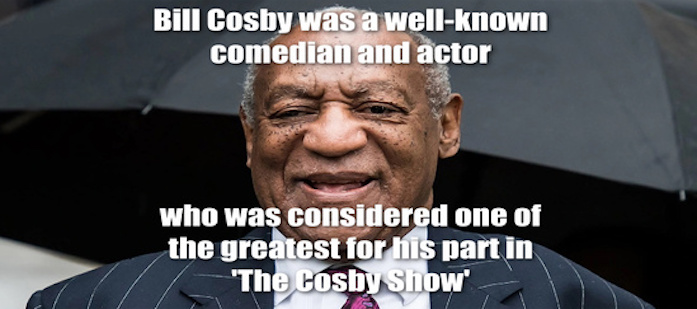 Bill Cosby was a well-known
comedian and actor
who was considered one of
the greatest for his part in
'The Cosby Show'